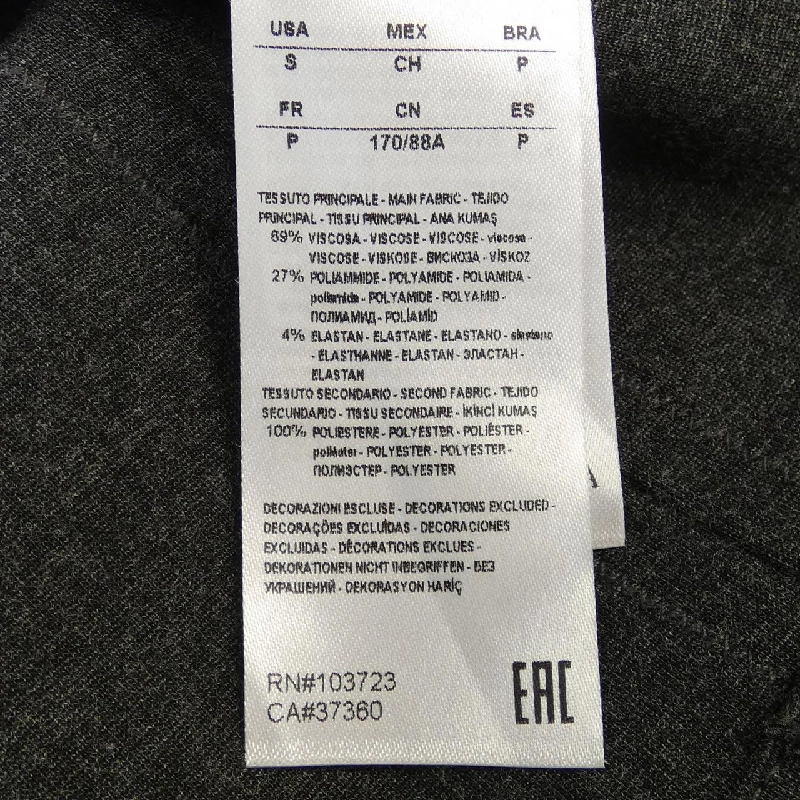 USA MEX BRA
S CH P
FR CN ES
P 170/88A P
TESSUTO PRINCIPALE - MAIN FABRIC - TEJIDO
PRINCIPAL - TISSU PRINCIPAL - ANA KUMAŞ
69% VISCOSA - VISCOSE - VISCOSE - viscosa -
VISCOSE - VISKOSE - ВИСКОЗА - VİSKOZ
27% POLIAMMIDE - POLYAMIDE - POLIAMIDA -
poliamida - POLYAMIDE - POLYAMID -
ПОЛИАМИД - POLİAMİD
4% ELASTAN - ELASTANE - ELASTANO - elastano
- ELASTHANNE - ELASTAN - ЭЛАСТАН -
ELASTAN
TESSUTO SECONDARIO - SECOND FABRIC - TEJIDO
SECUNDARIO - TISSU SECONDAIRE - İKİNCİ KUMAŞ
100% POLIESTERE - POLYESTER - POLIÉSTER -
poliéster - POLYESTER - POLYESTER -
ПОЛИЭСТЕР - POLYESTER
DECORAZIONI ESCLUSE - DECORATIONS EXCLUDED -
DECORAÇÕES EXCLUÍDAS - DECORACIONES
EXCLUIDAS - DÉCORATIONS EXCLUES -
DEKORATIONEN NICHT INBEGRIFFEN - БЕЗ
УКРАШЕНИЙ - DEKORASYON HARİÇ
RN#103723
CA#37360
EAC
A